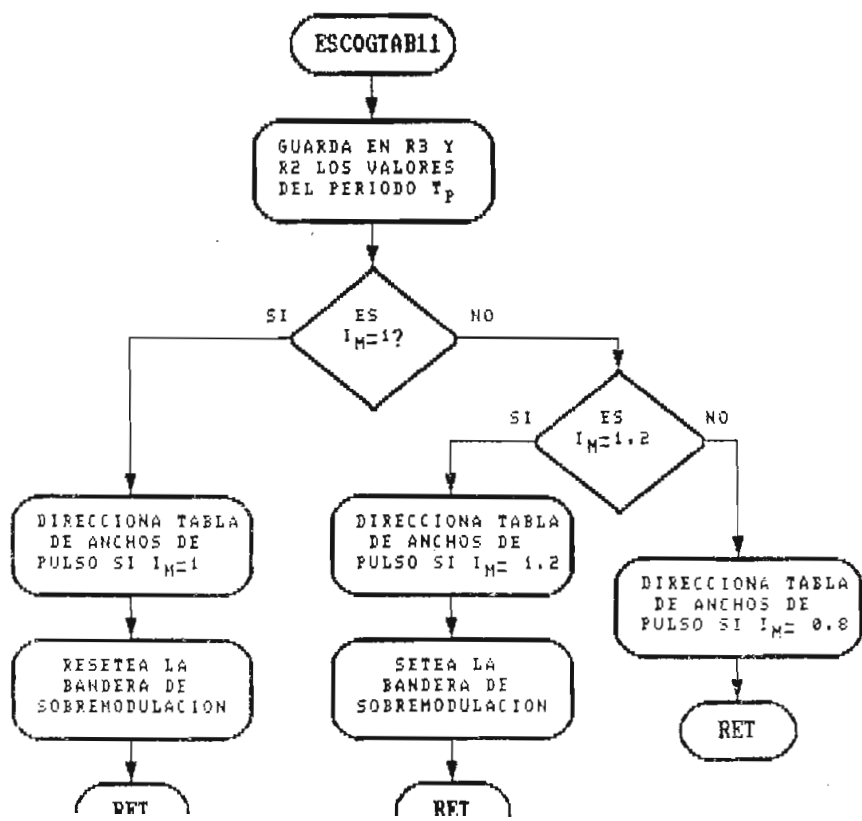 ESCOGTAB11
GUARDA EN R3 Y
R2 LOS VALORES
DEL PERIODO TP
SI
ES
NO
IM=1?
SI
ES
NO
IM=1.2
DIRECCIONA TABLA
DE ANCHOS DE
PULSO SI IM=1
DIRECCIONA TABLA
DE ANCHOS DE
PULSO SI IM= 1.2
DIRECCIONA TABLA
DE ANCHOS DE
PULSO SI IM= 0.8
RESETEA LA
BANDERA DE
SOBREMODULACION
SETEA LA
BANDERA DE
SOBREMODULACION
RET
RET
RET